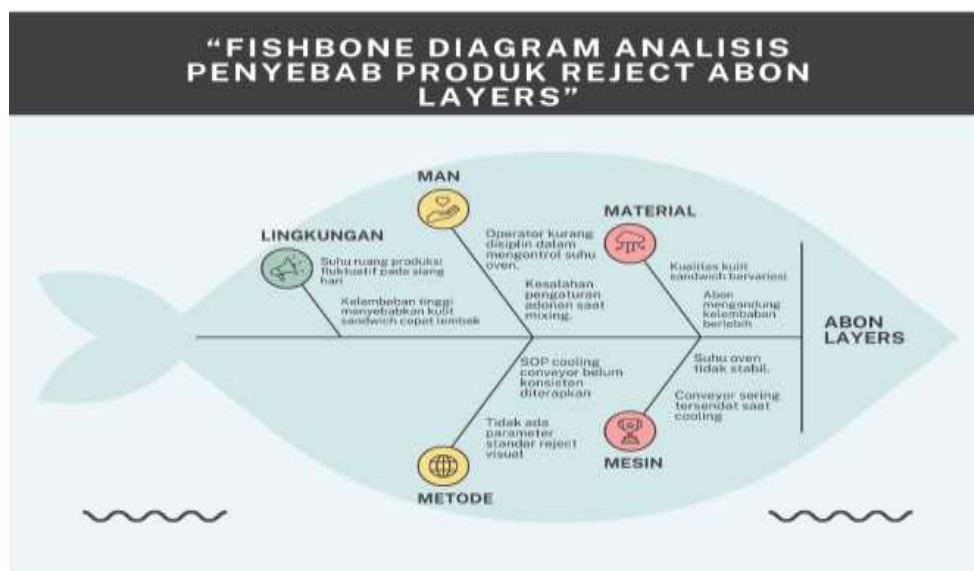 “FISHBONE DIAGRAM ANALISIS
PENYEBAB PRODUK REJECT ABON
LAYERS”
MAN
Operator kurang
disiplin dalam
mengontrol suhu
oven.
Kesalahan
pengaturan
adonan saat
mixing.
MATERIAL
Kualitas kulit
sandwich bervariasi
Abon
mengandung
kelembaban
berlebih
LINGKUNGAN
Suhu ruang produksi
fluktuatif pada siang
hari
Kelembaban tinggi
menyebabkan kulit
sandwich cepat lembek
ABON
LAYERS
SOP cooling
conveyor belum
konsisten
diterapkan
Tidak ada
parameter
standar reject
visual
METODE
Suhu oven
tidak stabil.
Conveyor sering
tersendat saat
cooling
MESIN